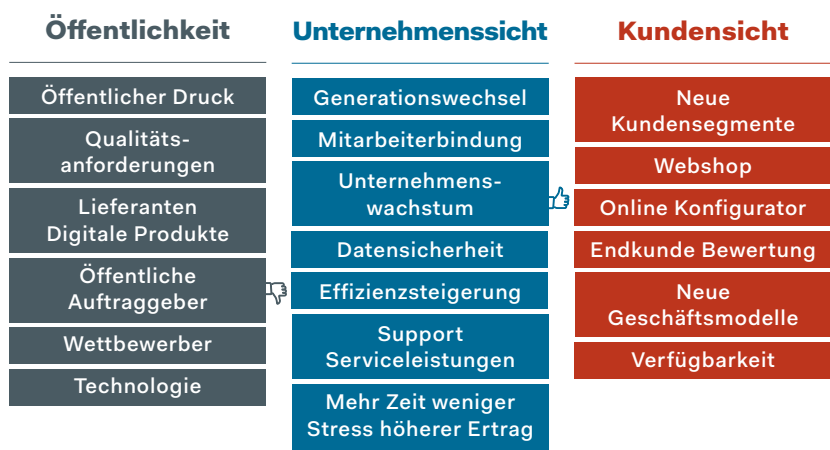 Öffentlichkeit
Öffentlicher Druck
Qualitäts-
anforderungen
Lieferanten
Digitale Produkte
Öffentliche
Auftraggeber
Wettbewerber
Technologie
Unternehmenssicht
Generationswechsel
Mitarbeiterbindung
Unternehmens-
wachstum
Datensicherheit
Effizienzsteigerung
Support
Serviceleistungen
Mehr Zeit weniger
Stress höherer Ertrag
Kundensicht
Neue
Kundensegmente
Webshop
Online Konfigurator
Endkunde Bewertung
Neue
Geschäftsmodelle
Verfügbarkeit